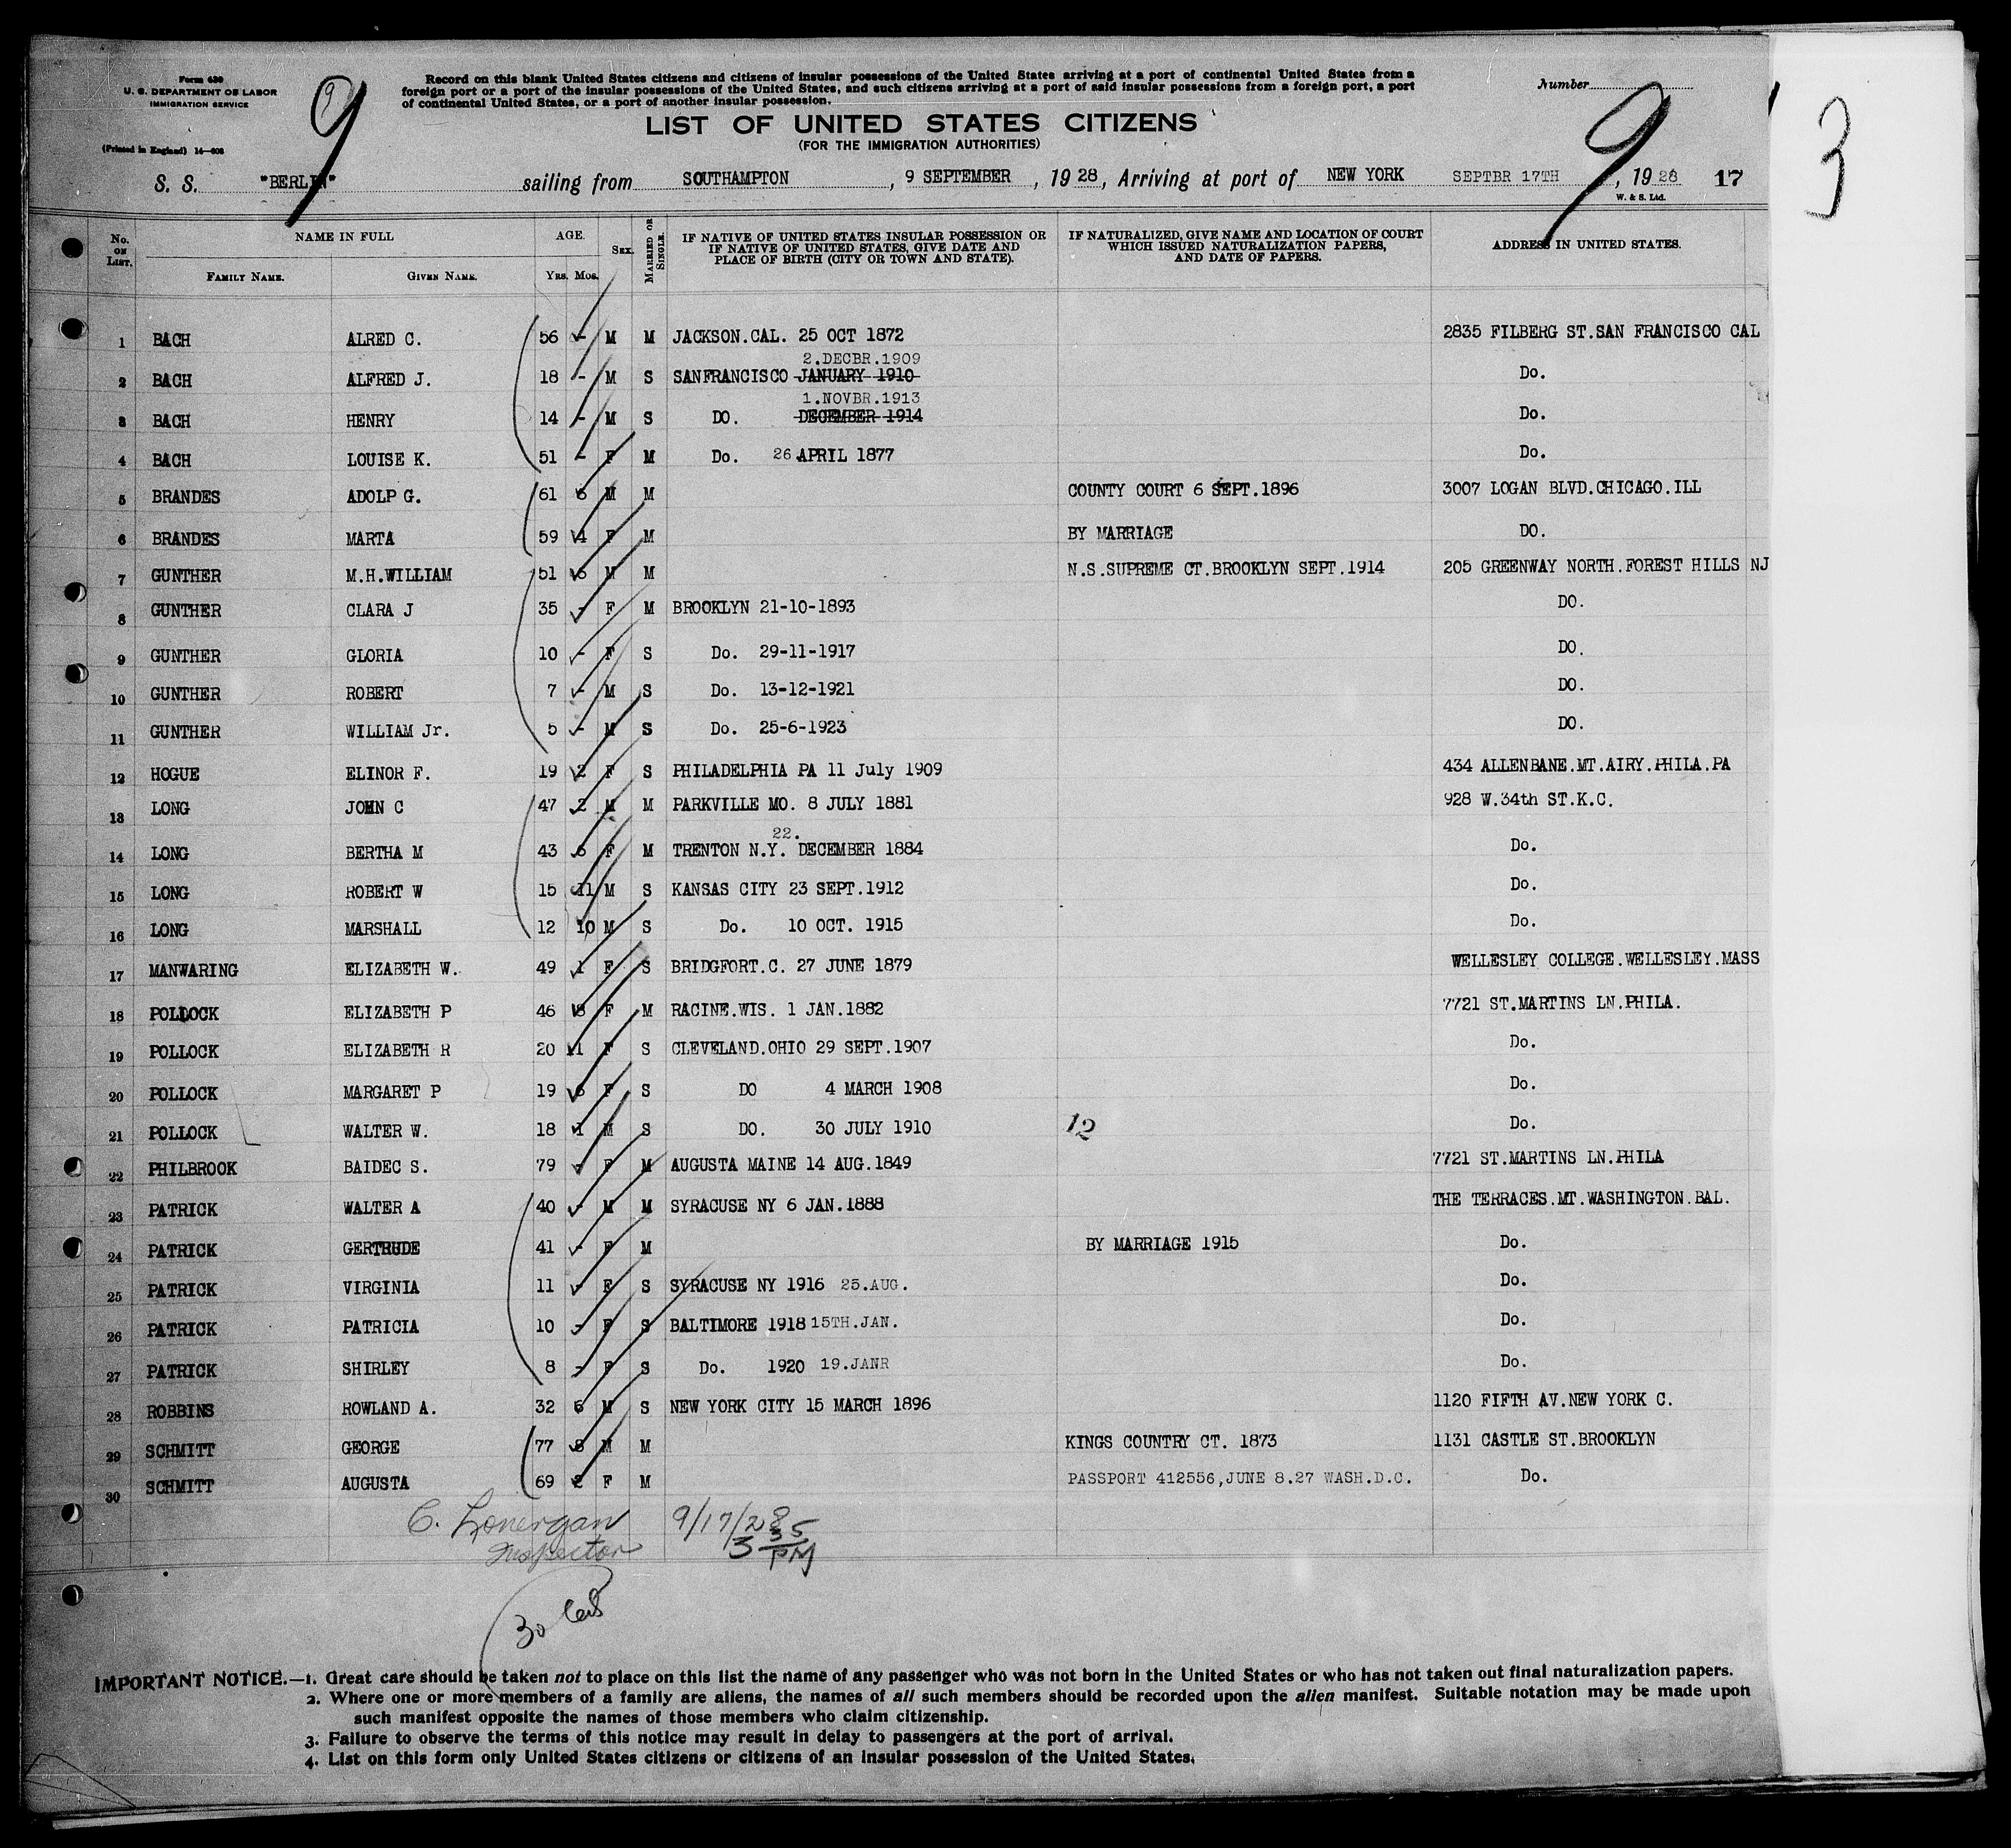 Form 630
U. S. DEPARTMENT OF LABOR
IMMIGRATION SERVICE
(Printed in England) 14—608
9
9
Record on this blank United States citizens and citizens of insular possessions of the United States arriving at a port of continental United States from a
foreign port or a port of the insular possessions of the United States, and such citizens arriving at a port of said insular possessions from a foreign port, a port
of continental United States, or a port of another insular possession.
Number
9
3
LIST OF UNITED STATES CITIZENS
(FOR THE IMMIGRATION AUTHORITIES)
S. S. "BERLIN" sailing from SOUTHAMPTON, 9 SEPTEMBER, 1928, Arriving at port of NEW YORK SEPTBR 17TH, 1928 17
W. & S. Ltd.
No. ON LIST. NAME IN FULL AGE. SEX. MARRIED OR SINGLE. IF NATIVE OF UNITED STATES INSULAR POSSESSION OR IF NATIVE OF UNITED STATES, GIVE DATE AND PLACE OF BIRTH (CITY OR TOWN AND STATE). IF NATURALIZED, GIVE NAME AND LOCATION OF COURT WHICH ISSUED NATURALIZATION PAPERS, AND DATE OF PAPERS. ADDRESS IN UNITED STATES.
FAMILY NAME. GIVEN NAME. YRS. MOS.
1 BACH ALRED C. 56 - M M JACKSON.CAL. 25 OCT 1872 2835 FILBERG ST.SAN FRANCISCO CAL
2.DECBR.1909
2 BACH ALFRED J. 18 - M S SANFRANCISCO JANUARY 1910 Do.
1.NOVBR.1913
3 BACH HENRY 14 - M S DO. DECEMBER 1914 Do.
4 BACH LOUISE K. 51 - F M Do. 26 APRIL 1877 Do.
5 BRANDES ADOLP G. 61 6 M M COUNTY COURT 6 SEPT.1896 3007 LOGAN BLVD.CHICAGO.ILL
6 BRANDES MARTA 59 4 F M BY MARRIAGE DO.
7 GUNTHER M.H.WILLIAM 51 6 M M N.S.SUPREME CT.BROOKLYN SEPT.1914 205 GREENWAY NORTH.FOREST HILLS NJ
8 GUNTHER CLARA J 35 - F M BROOKLYN 21-10-1893 DO.
9 GUNTHER GLORIA 10 - F S Do. 29-11-1917 DO.
10 GUNTHER ROBERT 7 - M S Do. 13-12-1921 DO.
11 GUNTHER WILLIAM Jr. 5 - M S Do. 25-6-1923 DO.
12 HOGUE ELINOR F. 19 2 F S PHILADELPHIA PA 11 July 1909 434 ALLENBANE.MT.AIRY.PHILA.PA
13 LONG JOHN C 47 2 M M PARKVILLE MO. 8 JULY 1881 928 W.34th ST.K.C.
22.
14 LONG BERTHA M 43 6 F M TRENTON N.Y. DECEMBER 1884 Do.
15 LONG ROBERT W 15 11 M S KANSAS CITY 23 SEPT.1912 Do.
16 LONG MARSHALL 12 10 M S Do. 10 OCT. 1915 Do.
17 MANWARING ELIZABETH W. 49 1 F S BRIDGFORT.C. 27 JUNE 1879 WELLESLEY COLLEGE.WELLESLEY.MASS
18 POLLOCK ELIZABETH P 46 8 F M RACINE.WIS. 1 JAN.1882 7721 ST.MARTINS LN.PHILA.
19 POLLOCK ELIZABETH R 20 11 F S CLEVELAND.OHIO 29 SEPT.1907 Do.
20 POLLOCK MARGARET P 19 6 F S DO 4 MARCH 1908 Do.
21 POLLOCK WALTER W. 18 1 M S DO. 30 JULY 1910 12 Do.
22 PHILBROOK BAIDEC S. 79 - F M AUGUSTA MAINE 14 AUG.1849 7721 ST.MARTINS LN.PHILA
23 PATRICK WALTER A 40 - M M SYRACUSE NY 6 JAN.1888 THE TERRACES.MT.WASHINGTON.BAL.
24 PATRICK GERTRUDE 41 - F M BY MARRIAGE 1915 Do.
25 PATRICK VIRGINIA 11 - F S SYRACUSE NY 1916 25.AUG. Do.
26 PATRICK PATRICIA 10 - F S BALTIMORE 1918 15TH.JAN. Do.
27 PATRICK SHIRLEY 8 - F S Do. 1920 19.JANR Do.
28 ROBBINS ROWLAND A. 32 6 M S NEW YORK CITY 15 MARCH 1896 1120 FIFTH AV.NEW YORK C.
29 SCHMITT GEORGE 77 8 M M KINGS COUNTRY CT. 1873 1131 CASTLE ST.BROOKLYN
30 SCHMITT AUGUSTA 69 2 F M PASSPORT 412556,JUNE 8.27 WASH.D.C. Do.
C. Lonergan 9/17/28
Inspector 3 35 PM
30
IMPORTANT NOTICE.—1. Great care should be taken not to place on this list the name of any passenger who was not born in the United States or who has not taken out final naturalization papers.
2. Where one or more members of a family are aliens, the names of all such members should be recorded upon the alien manifest. Suitable notation may be made upon
such manifest opposite the names of those members who claim citizenship.
3. Failure to observe the terms of this notice may result in delay to passengers at the port of arrival.
4. List on this form only United States citizens or citizens of an insular possession of the United States.